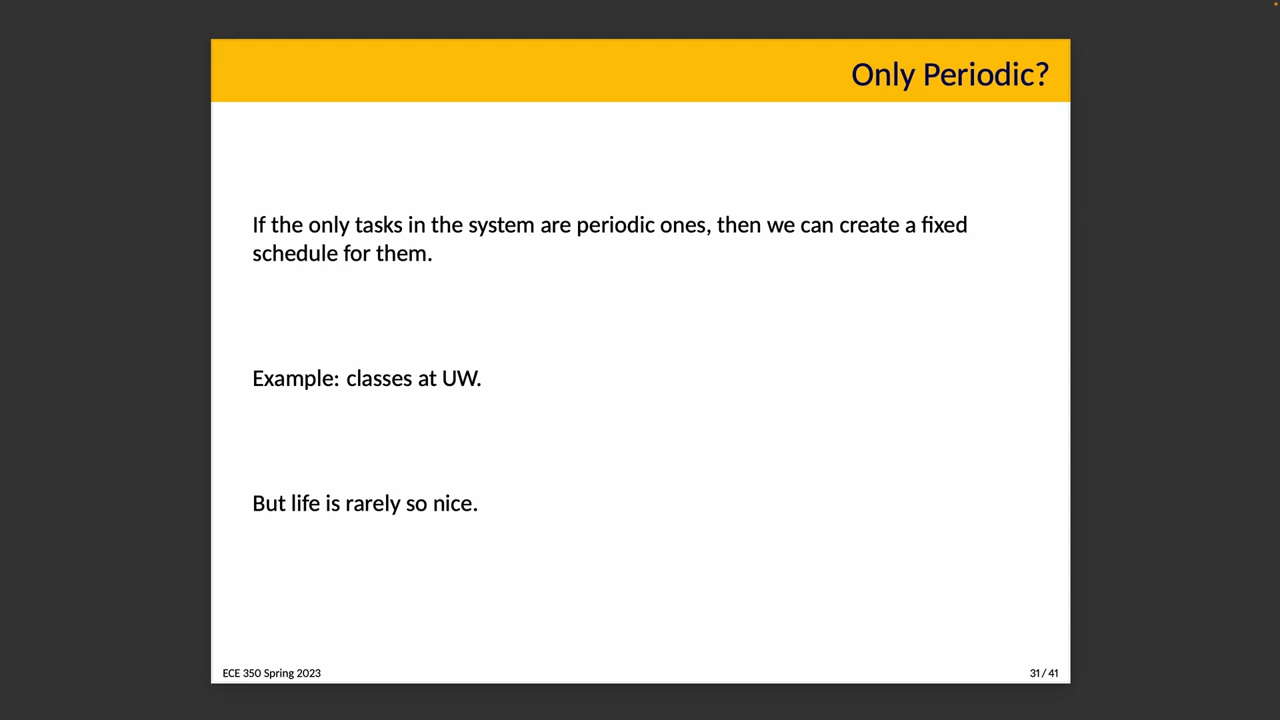 Only Periodic?
If the only tasks in the system are periodic ones, then we can create a fixed
schedule for them.
Example: classes at UW.
But life is rarely so nice.
ECE 350 Spring 2023
31 / 41